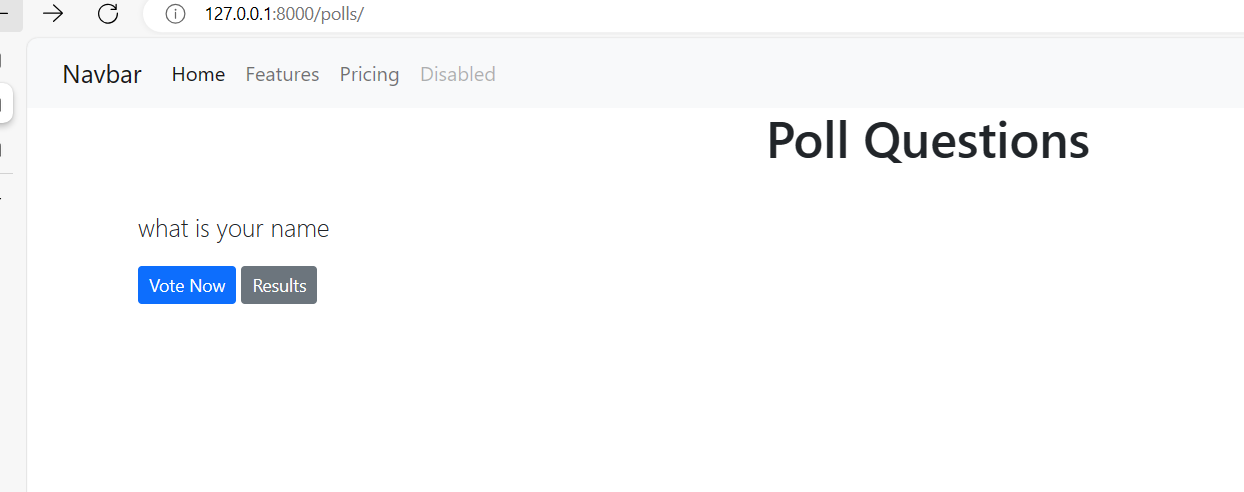 127.0.0.1:8000/polls/
Navbar Home Features Pricing Disabled
Poll Questions
what is your name
Vote Now Results